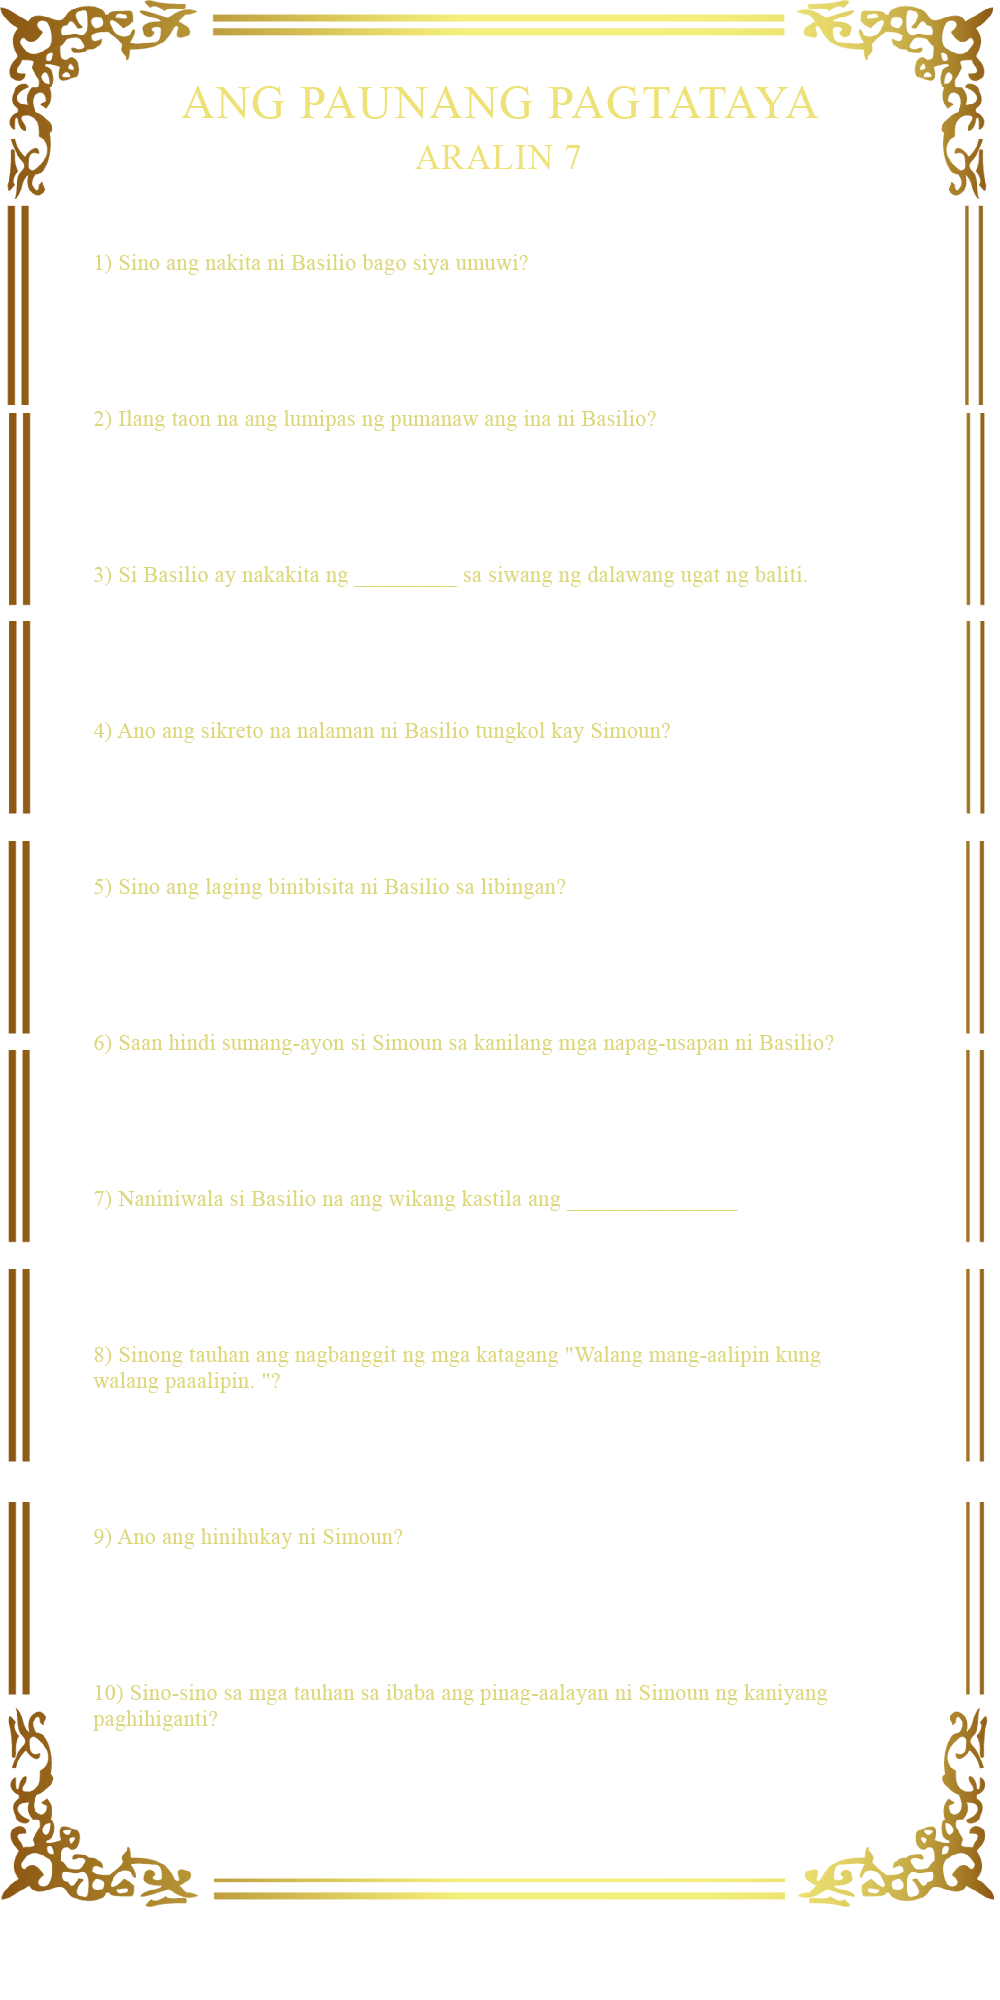 ANG PAUNANG PAGTATAYA
ARALIN 7
1) Sino ang nakita ni Basilio bago siya umuwi?
2) Ilang taon na ang lumipas ng pumanaw ang ina ni Basilio?
3) Si Basilio ay nakakita ng _________ sa siwang ng dalawang ugat ng baliti.
4) Ano ang sikreto na nalaman ni Basilio tungkol kay Simoun?
5) Sino ang laging binibisita ni Basilio sa libingan?
6) Saan hindi sumang-ayon si Simoun sa kanilang mga napag-usapan ni Basilio?
7) Naniniwala si Basilio na ang wikang kastila ang _______________
8) Sinong tauhan ang nagbanggit ng mga katagang "Walang mang-aalipin kung
walang paaalipin. "?
9) Ano ang hinihukay ni Simoun?
10) Sino-sino sa mga tauhan sa ibaba ang pinag-aalayan ni Simoun ng kaniyang
paghihiganti?